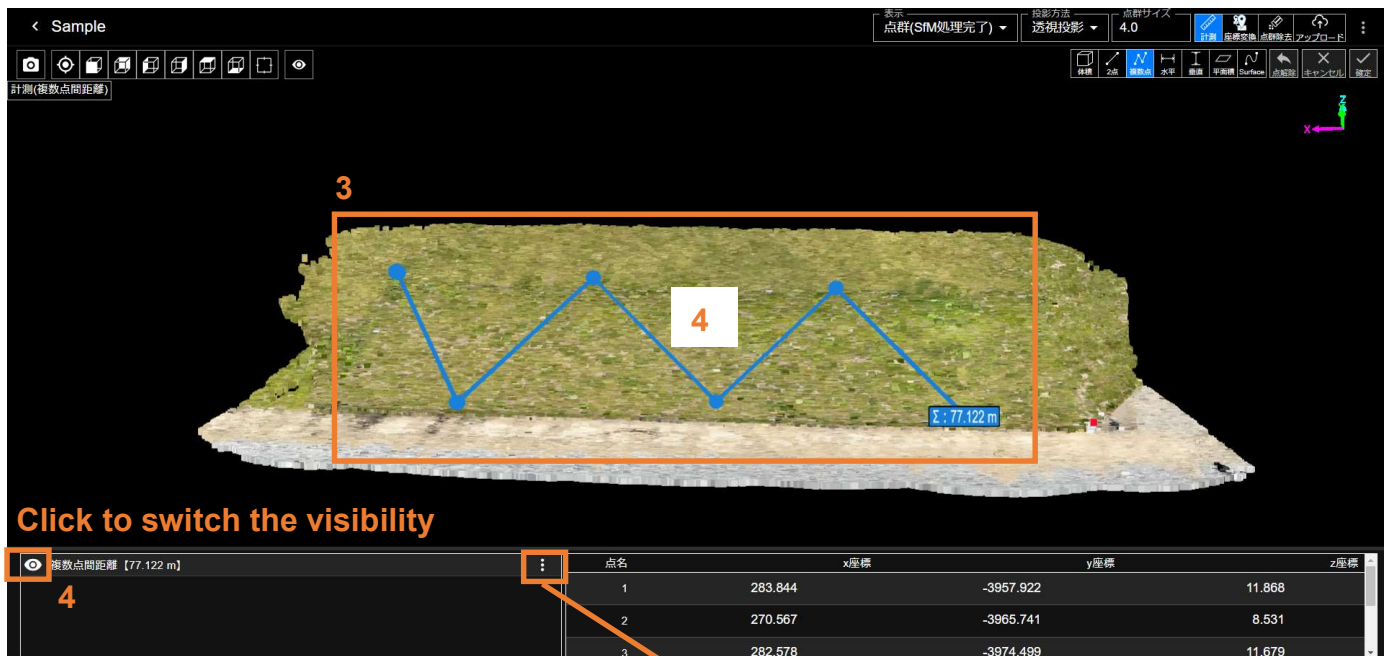 Sample
表示
点群(SfM処理完了)
投影方法
透視投影
点群サイズ
4.0
計測
座標変換
点群除去
アップロード
体積
2点
複数点
水平
垂直
平面積
Surface
点解除
キャンセル
確定
計測(複数点間距離)
Z
X
3
4
Σ : 77.122 m
Click to switch the visibility
複数点間距離【77.122 m】
4
点名 x座標 y座標 z座標
1 283.844 -3957.922 11.868
2 270.567 -3965.741 8.531
3 282.578 -3974.499 11.679